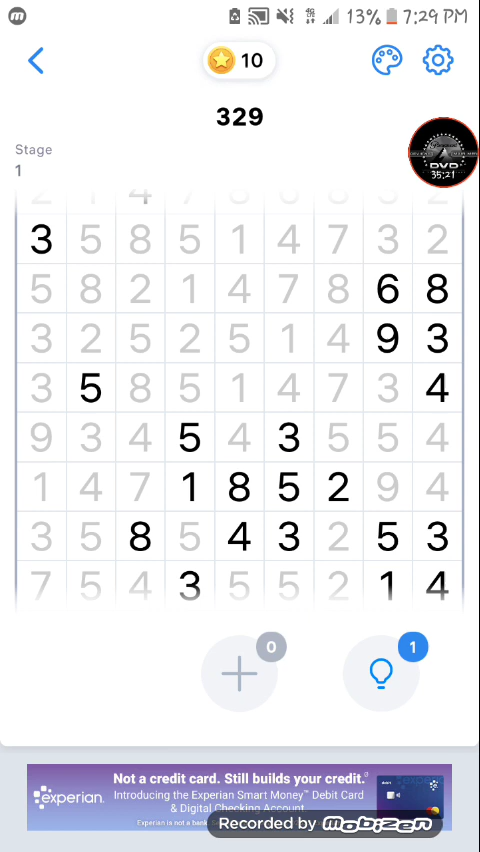 13% 7:29 PM
10
329
Stage
1
35:21
3 5 8 5 1 4 7 3 2
5 8 2 1 4 7 8 6 8
3 2 5 2 5 1 4 9 3
3 5 8 5 1 4 7 3 4
9 3 4 5 4 3 5 5 4
1 4 7 1 8 5 2 9 4
3 5 8 5 4 3 2 5 3
7 5 4 3 5 5 2 1 4
0
1
experian.
Not a credit card. Still builds your credit.
Introducing the Experian Smart Money™ Debit Card
& Digital Checking Account
Experian is not a bank.
Recorded by mobizen